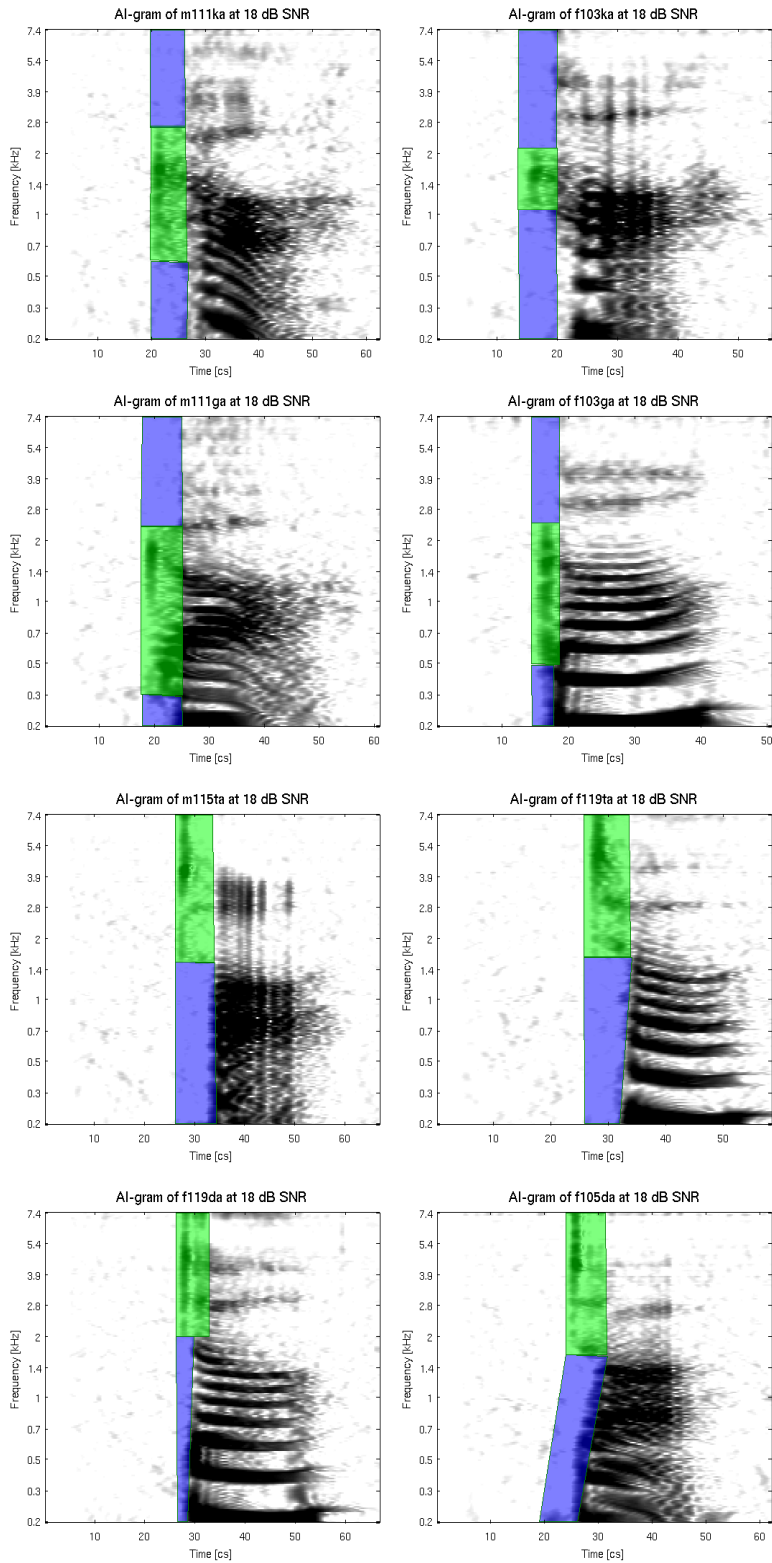 AI-gram of m111ka at 18 dB SNR
7.4
5.4
3.9
2.8
2
1.4
1
0.7
0.5
0.3
0.2
Frequency [kHz]
10 20 30 40 50 60
Time [cs]
AI-gram of f103ka at 18 dB SNR
7.4
5.4
3.9
2.8
2
1.4
1
0.7
0.5
0.3
0.2
Frequency [kHz]
10 20 30 40 50
Time [cs]
AI-gram of m111ga at 18 dB SNR
7.4
5.4
3.9
2.8
2
1.4
1
0.7
0.5
0.3
0.2
Frequency [kHz]
10 20 30 40 50 60
Time [cs]
AI-gram of f103ga at 18 dB SNR
7.4
5.4
3.9
2.8
2
1.4
1
0.7
0.5
0.3
0.2
Frequency [kHz]
10 20 30 40 50
Time [cs]
AI-gram of m115ta at 18 dB SNR
7.4
5.4
3.9
2.8
2
1.4
1
0.7
0.5
0.3
0.2
Frequency [kHz]
10 20 30 40 50 60
Time [cs]
AI-gram of f119ta at 18 dB SNR
7.4
5.4
3.9
2.8
2
1.4
1
0.7
0.5
0.3
0.2
Frequency [kHz]
10 20 30 40 50
Time [cs]
AI-gram of f119da at 18 dB SNR
7.4
5.4
3.9
2.8
2
1.4
1
0.7
0.5
0.3
0.2
Frequency [kHz]
10 20 30 40 50 60
Time [cs]
AI-gram of f105da at 18 dB SNR
7.4
5.4
3.9
2.8
2
1.4
1
0.7
0.5
0.3
0.2
Frequency [kHz]
10 20 30 40 50 60
Time [cs]